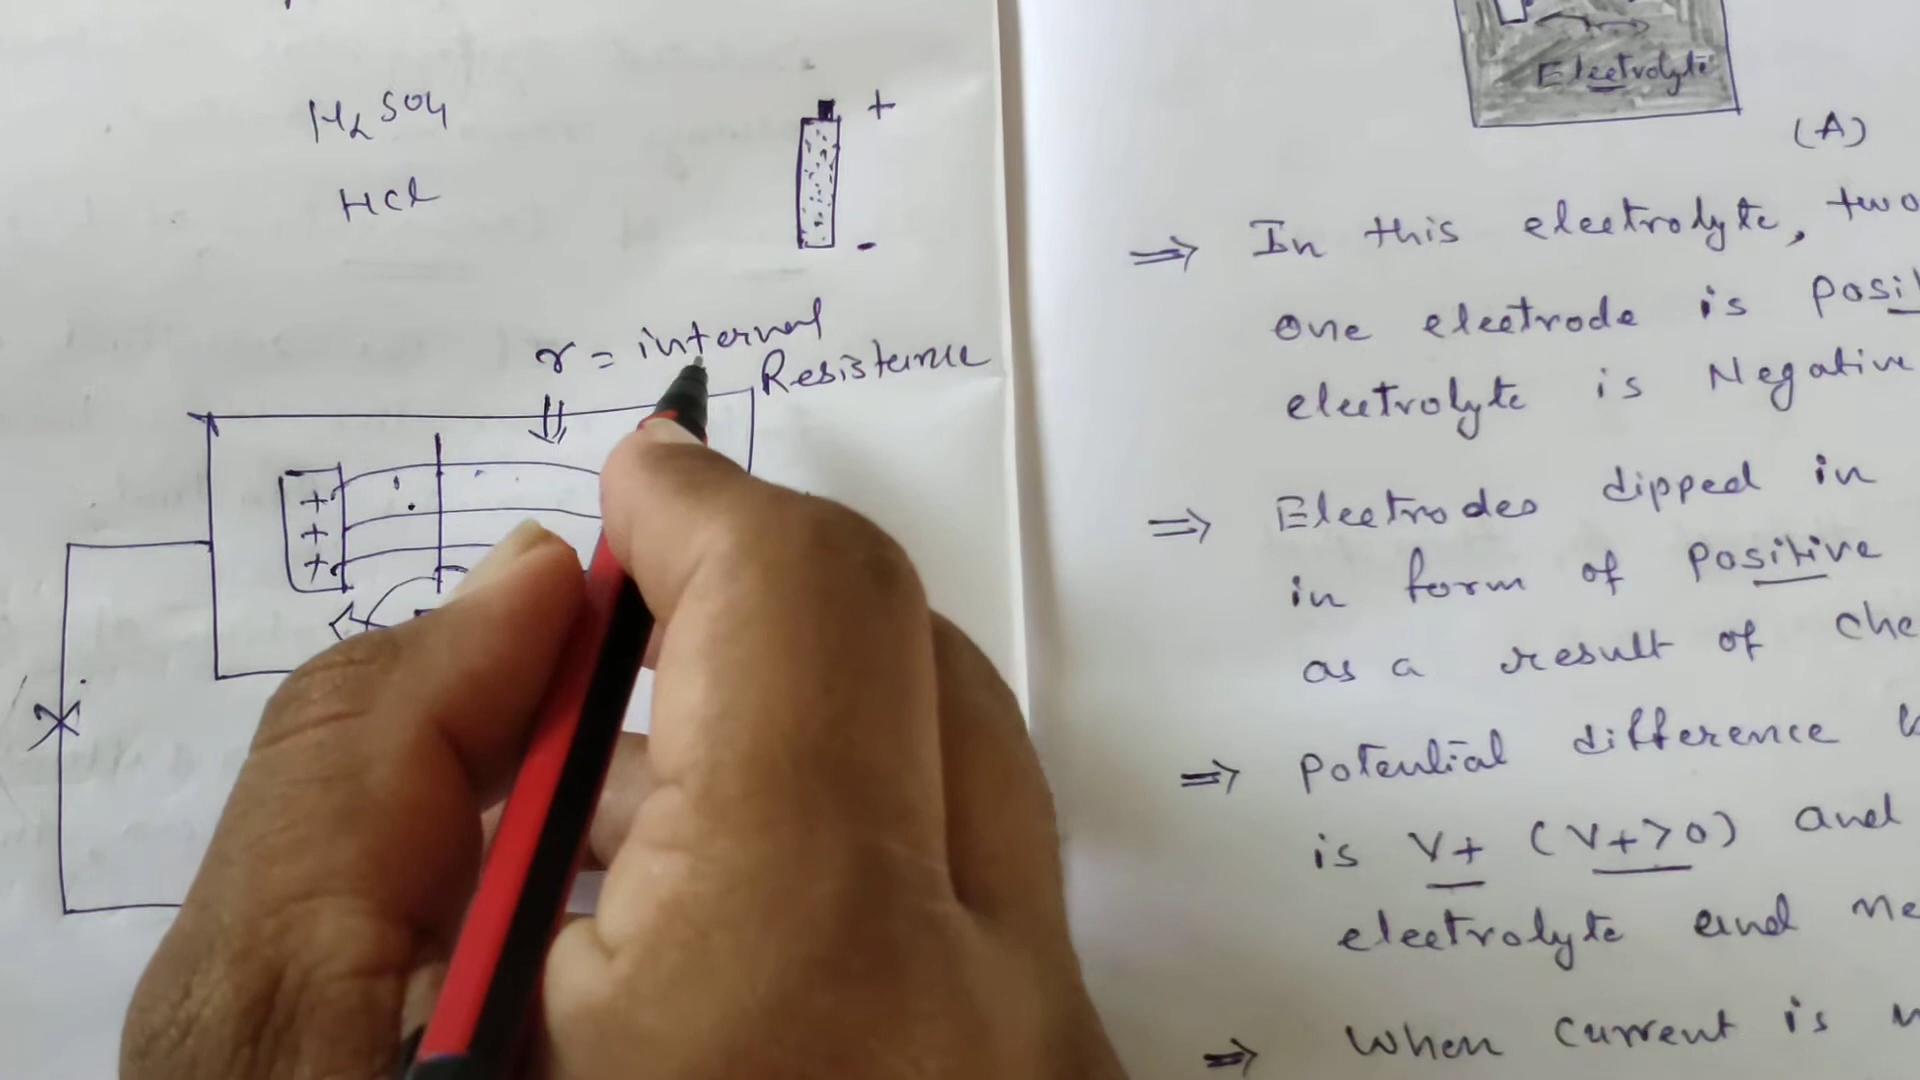 H2SO4
HCl
+
-
r = internal
Resistance
+
+
+
Electrolyte
(A)
⇒ In this electrolyte, two
one electrode is Posi
electrolyte is Negative
⇒ Electrodes dipped in
in form of Positive
as a result of che
⇒ Potential difference
is V+ (V+>0) and
electrolyte and
⇒ When Current is